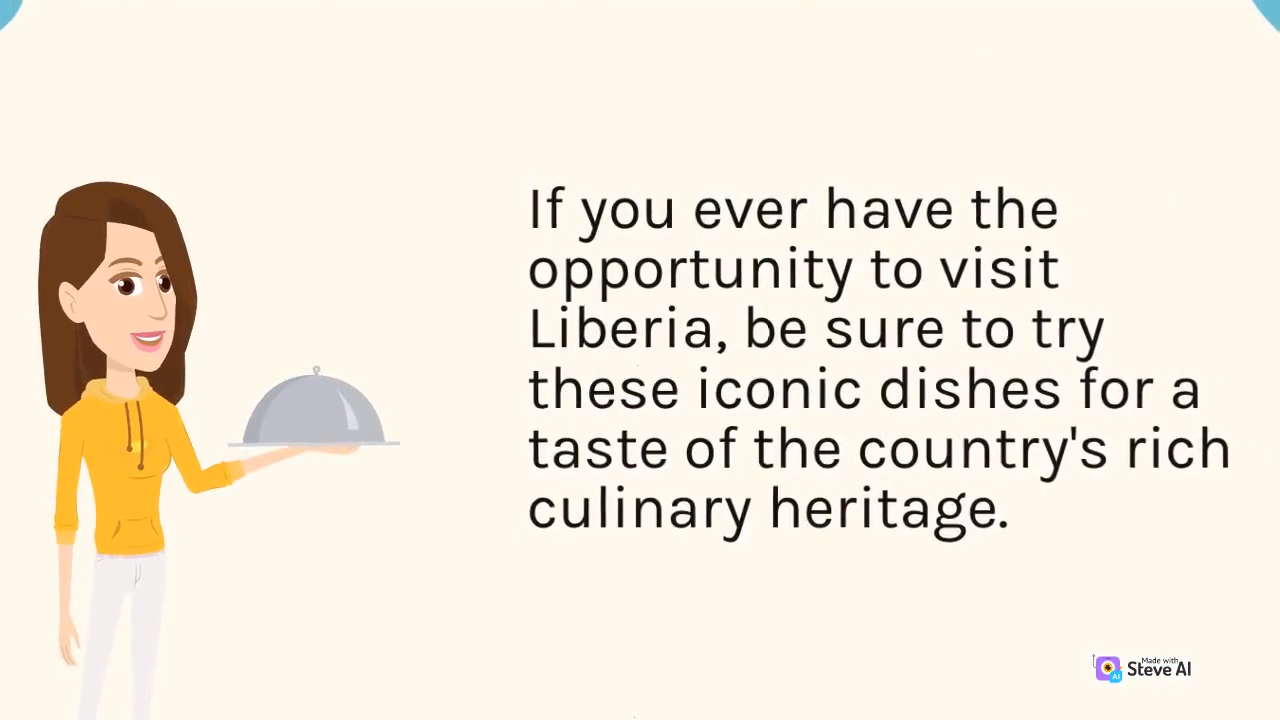 If you ever have the
opportunity to visit
Liberia, be sure to try
these iconic dishes for a
taste of the country's rich
culinary heritage.
Made with
Steve AI
AI